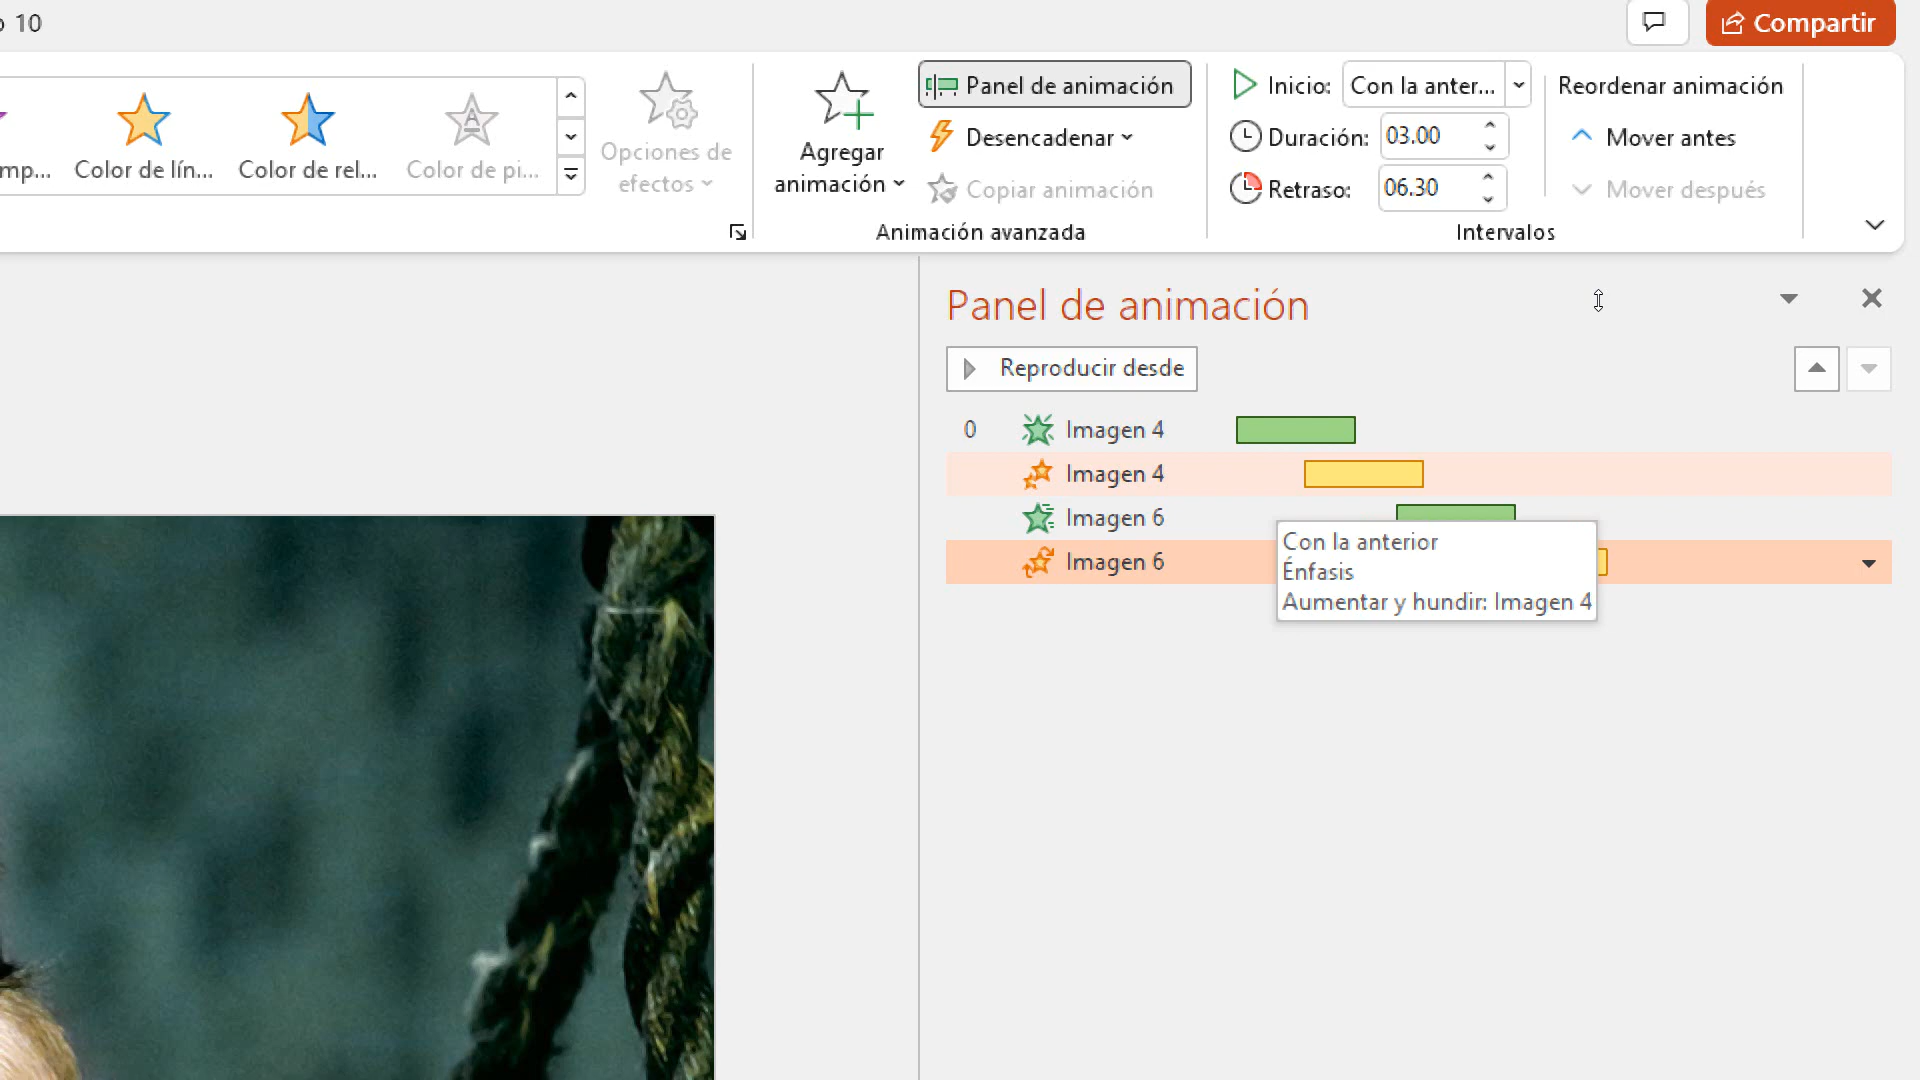 10
Compartir
mp...
Color de lín...
Color de rel...
Color de pi...
Opciones de
efectos
Agregar
animación
Panel de animación
Desencadenar
Copiar animación
Animación avanzada
Inicio: Con la anter...
Duración: 03.00
Retraso: 06.30
Reordenar animación
Mover antes
Mover después
Intervalos
Panel de animación
Reproducir desde
0 Imagen 4
Imagen 4
Imagen 6
Imagen 6
Con la anterior
Énfasis
Aumentar y hundir: Imagen 4